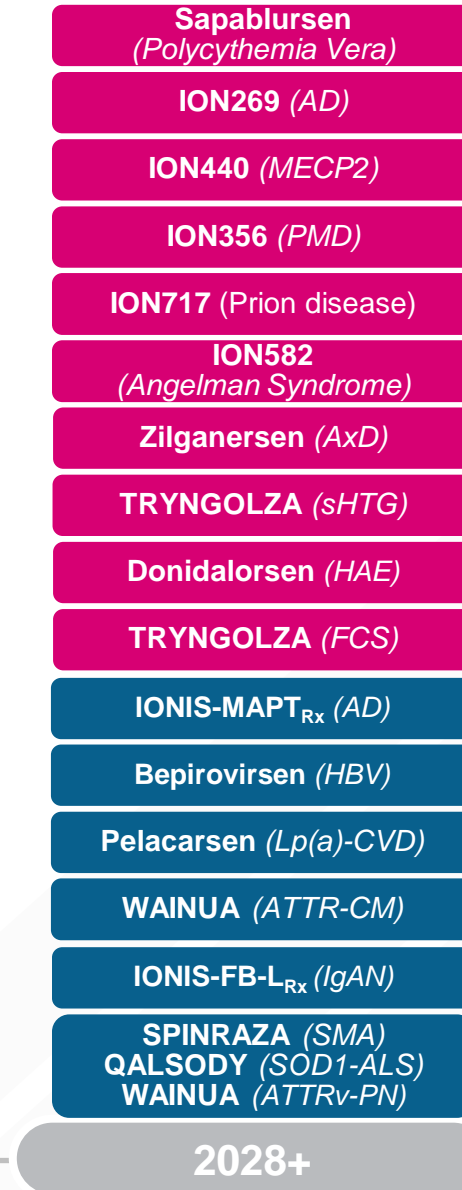 Sapablursen
(Polycythemia Vera)
ION269 (AD)
ION440 (MECP2)
ION356 (PMD)
ION717 (Prion disease)
ION582
(Angelman Syndrome)
Zilganersen (AxD)
TRYNGOLZA (sHTG)
Donidalorsen (HAE)
TRYNGOLZA (FCS)
IONIS-MAPTRx (AD)
Bepirovirsen (HBV)
Pelacarsen (Lp(a)-CVD)
WAINUA (ATTR-CM)
IONIS-FB-LRx (IgAN)
SPINRAZA (SMA)
QALSODY (SOD1-ALS)
WAINUA (ATTRv-PN)
2028+